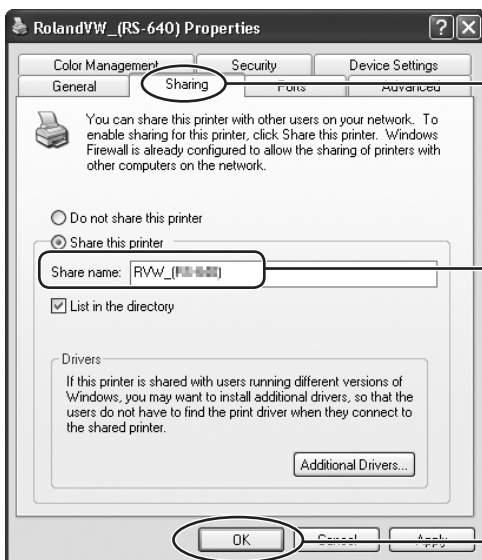 RolandVW_(RS-640) Properties
Color Management Security Device Settings
General Sharing Ports Advanced
You can share this printer with other users on your network. To
enable sharing for this printer, click Share this printer. Windows
Firewall is already configured to allow the sharing of printers with
other computers on the network.
Do not share this printer
Share this printer
Share name: RVW_(
List in the directory
Drivers
If this printer is shared with users running different versions of
Windows, you may want to install additional drivers, so that the
users do not have to find the print driver when they connect to
the shared printer.
Additional Drivers...
OK Cancel Apply